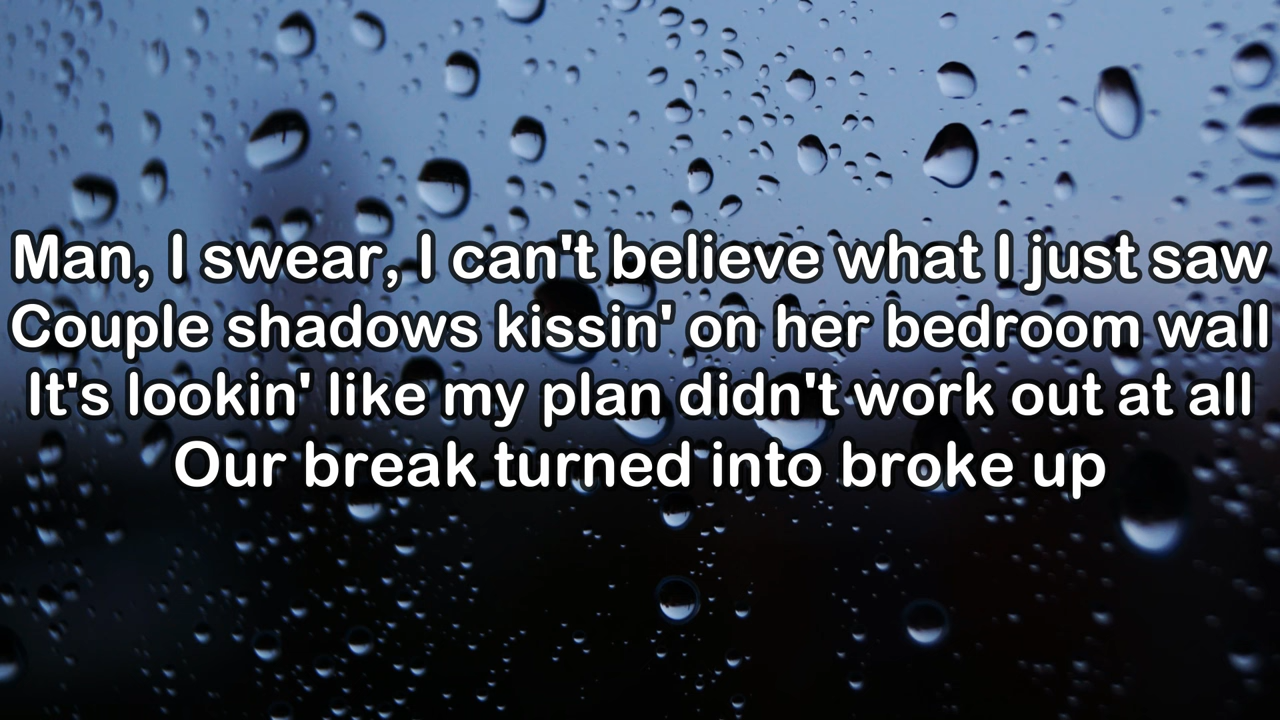 Man, I swear, I can't believe what I just saw
Couple shadows kissin' on her bedroom wall
It's lookin' like my plan didn't work out at all
Our break turned into broke up